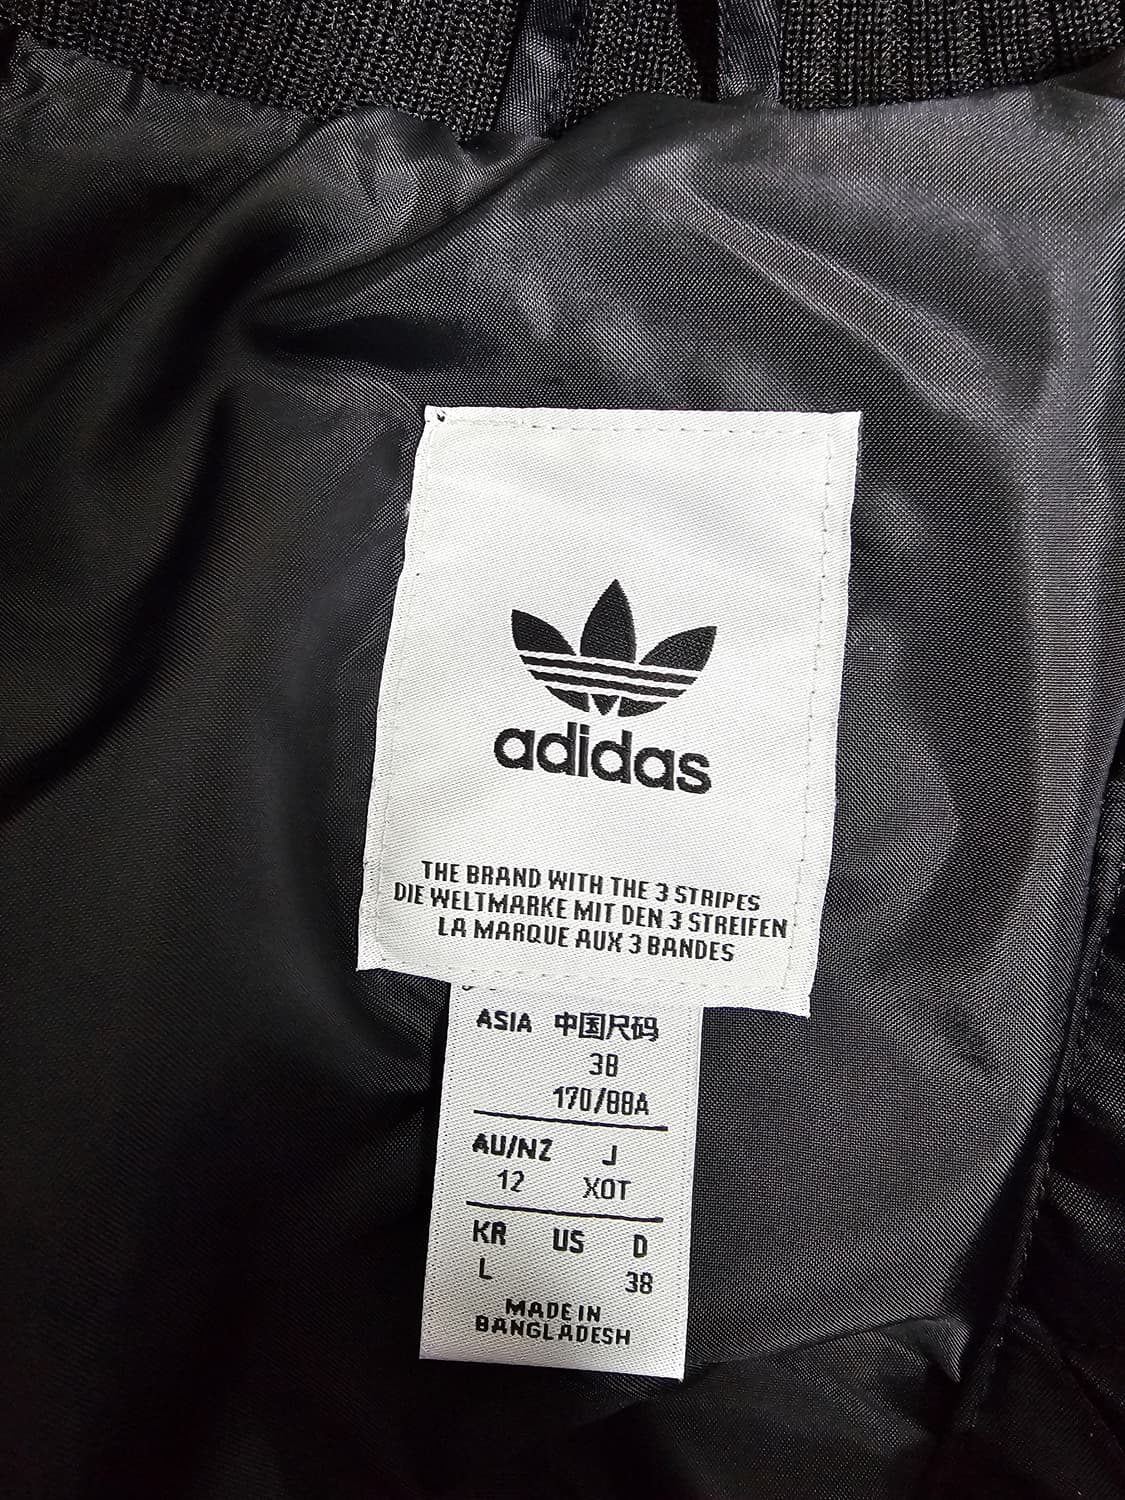 adidas
THE BRAND WITH THE 3 STRIPES
DIE WELTMARKE MIT DEN 3 STREIFEN
LA MARQUE AUX 3 BANDES
ASIA 中国尺码
38
170/88A
AU/NZ J
12 XOT
KR US D
L 38
MADE IN
BANGLADESH